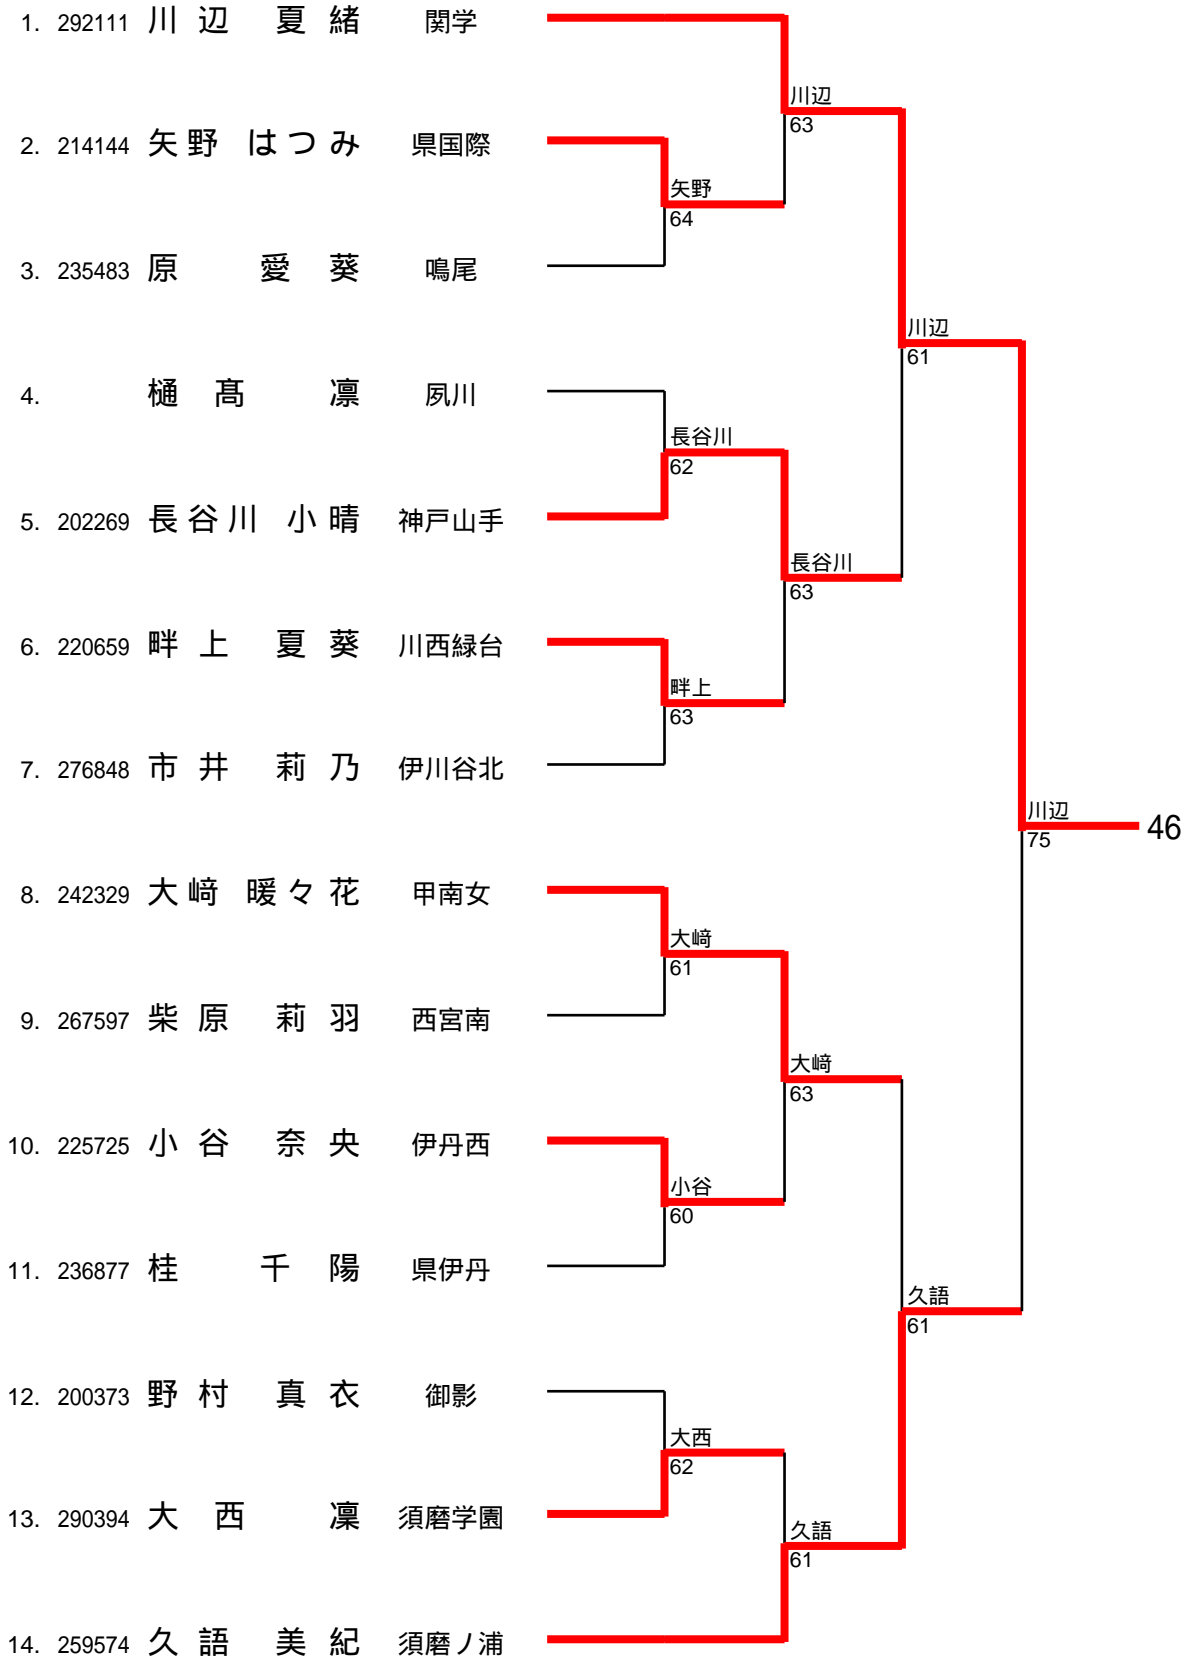 1. 292111 川辺 夏緒 関学
川辺
63
2. 214144 矢野 はつみ 県国際
矢野
64
3. 235483 原 愛葵 鳴尾
川辺
61
4. 樋髙 凛 夙川
長谷川
62
5. 202269 長谷川 小晴 神戸山手
長谷川
63
6. 220659 畔上 夏葵 川西緑台
畔上
63
7. 276848 市井 莉乃 伊川谷北
川辺
75
46
8. 242329 大﨑 暖々花 甲南女
大﨑
61
9. 267597 柴原 莉羽 西宮南
大﨑
63
10. 225725 小谷 奈央 伊丹西
小谷
60
11. 236877 桂 千陽 県伊丹
久語
61
12. 200373 野村 真衣 御影
大西
62
13. 290394 大西 凜 須磨学園
久語
61
14. 259574 久語 美紀 須磨ノ浦